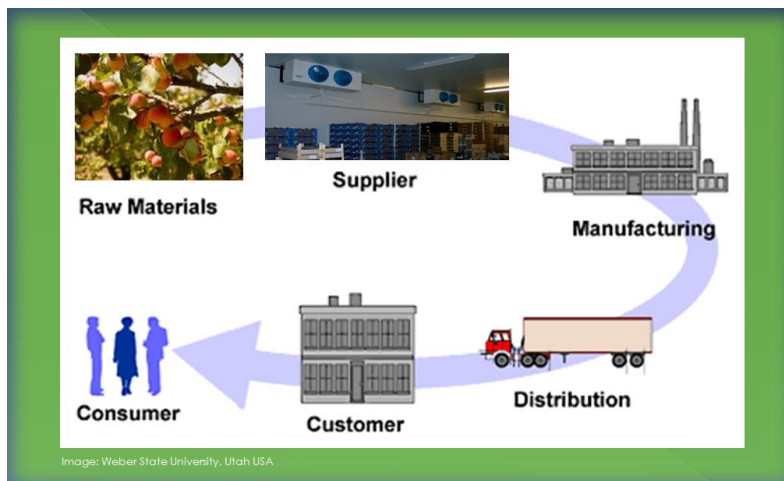 Raw Materials
Supplier
Manufacturing
Consumer
Customer
Distribution
Image: Weber State University, Utah USA